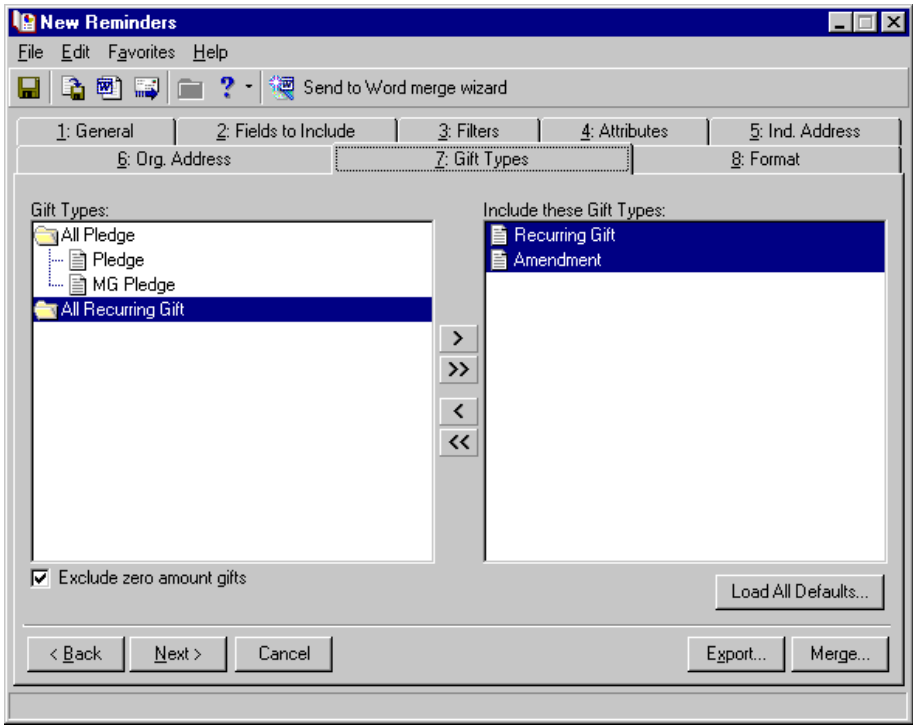 New Reminders
File Edit Favorites Help
Send to Word merge wizard
1: General 2: Fields to Include 3: Filters 4: Attributes 5: Ind. Address
6: Org. Address 7: Gift Types 8: Format
Gift Types: Include these Gift Types:
All Pledge Recurring Gift
Pledge Amendment
MG Pledge
All Recurring Gift
>
>>
<
<<
Exclude zero amount gifts
Load All Defaults...
< Back Next > Cancel Export... Merge...